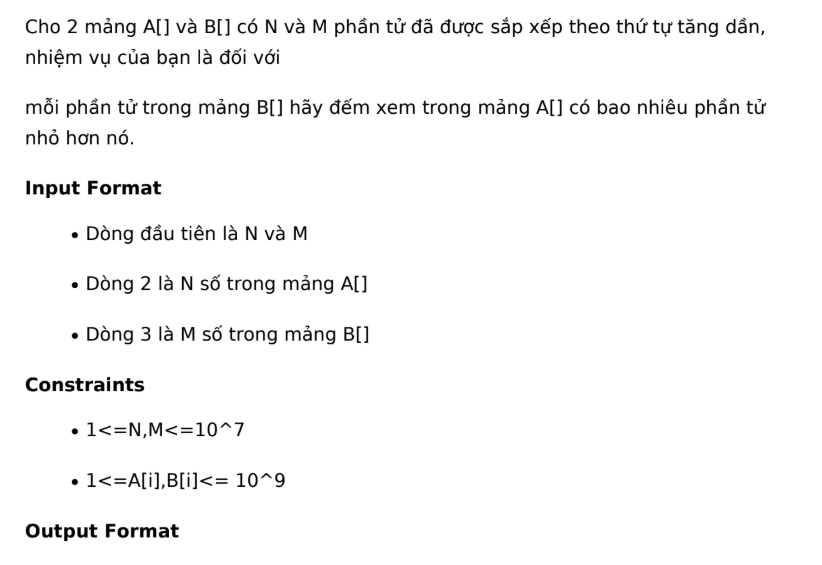 Cho 2 mảng A[] và B[] có N và M phần tử đã được sắp xếp theo thứ tự tăng dần,
nhiệm vụ của bạn là đối với
mỗi phần tử trong mảng B[] hãy đếm xem trong mảng A[] có bao nhiêu phần tử
nhỏ hơn nó.
Input Format
• Dòng đầu tiên là N và M
• Dòng 2 là N số trong mảng A[]
• Dòng 3 là M số trong mảng B[]
Constraints
• 1<=N,M<=10^7
• 1<=A[i],B[i]<= 10^9
Output Format